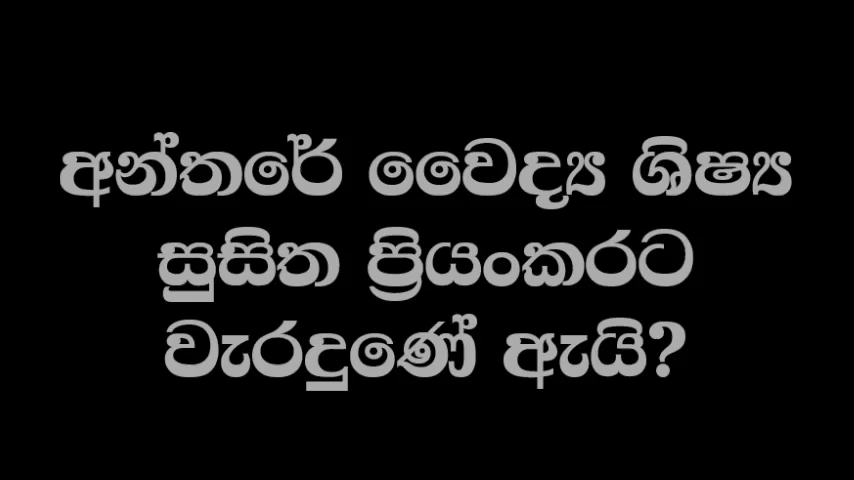 අන්තරේ වෛද්‍ය ශිෂ්‍ය
සුසිත ප්‍රියංකරට
වැරදුණේ ඇයි?